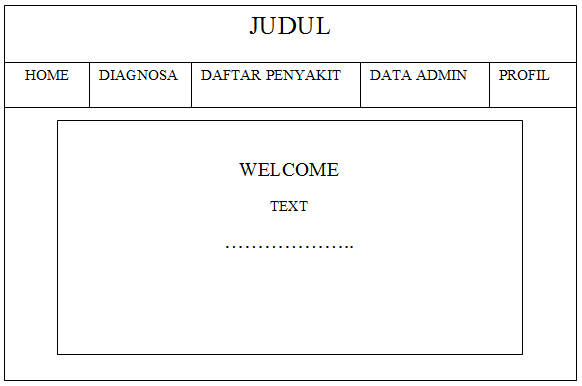 JUDUL
HOME DIAGNOSA DAFTAR PENYAKIT DATA ADMIN PROFIL
WELCOME
TEXT
………………..